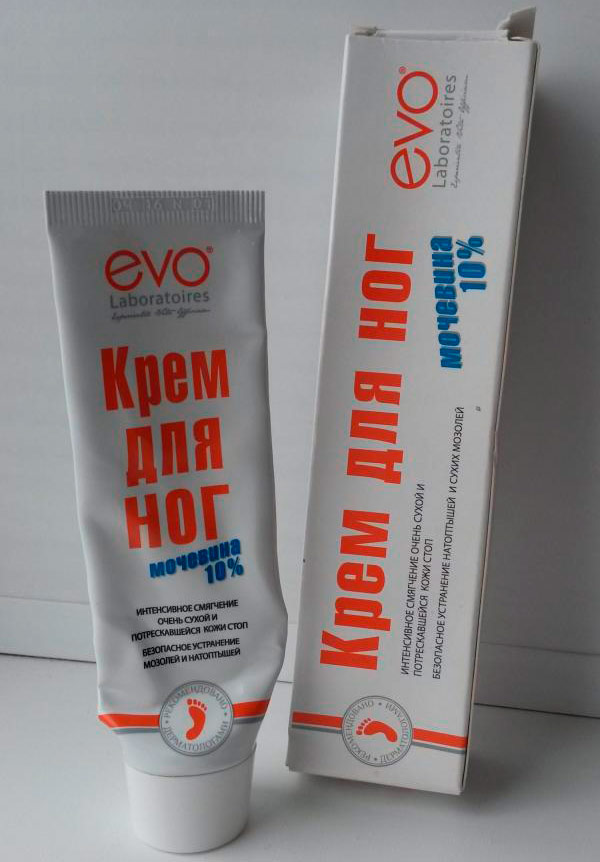 evo®
Laboratoires
Крем
для
ног
мочевина
10%
ИНТЕНСИВНОЕ СМЯГЧЕНИЕ
ОЧЕНЬ СУХОЙ И
ПОТРЕСКАВШЕЙСЯ КОЖИ СТОП
БЕЗОПАСНОЕ УСТРАНЕНИЕ
МОЗОЛЕЙ И НАТОПТЫШЕЙ
РЕКОМЕНДОВАНО • ДЕРМАТОЛОГАМИ •
evo®
Laboratoires
Крем для ног
мочевина
10%
ИНТЕНСИВНОЕ СМЯГЧЕНИЕ ОЧЕНЬ СУХОЙ И
ПОТРЕСКАВШЕЙСЯ КОЖИ СТОП
БЕЗОПАСНОЕ УСТРАНЕНИЕ НАТОПТЫШЕЙ И СУХИХ МОЗОЛЕЙ
РЕКОМЕНДОВАНО • ДЕРМАТОЛОГАМИ •